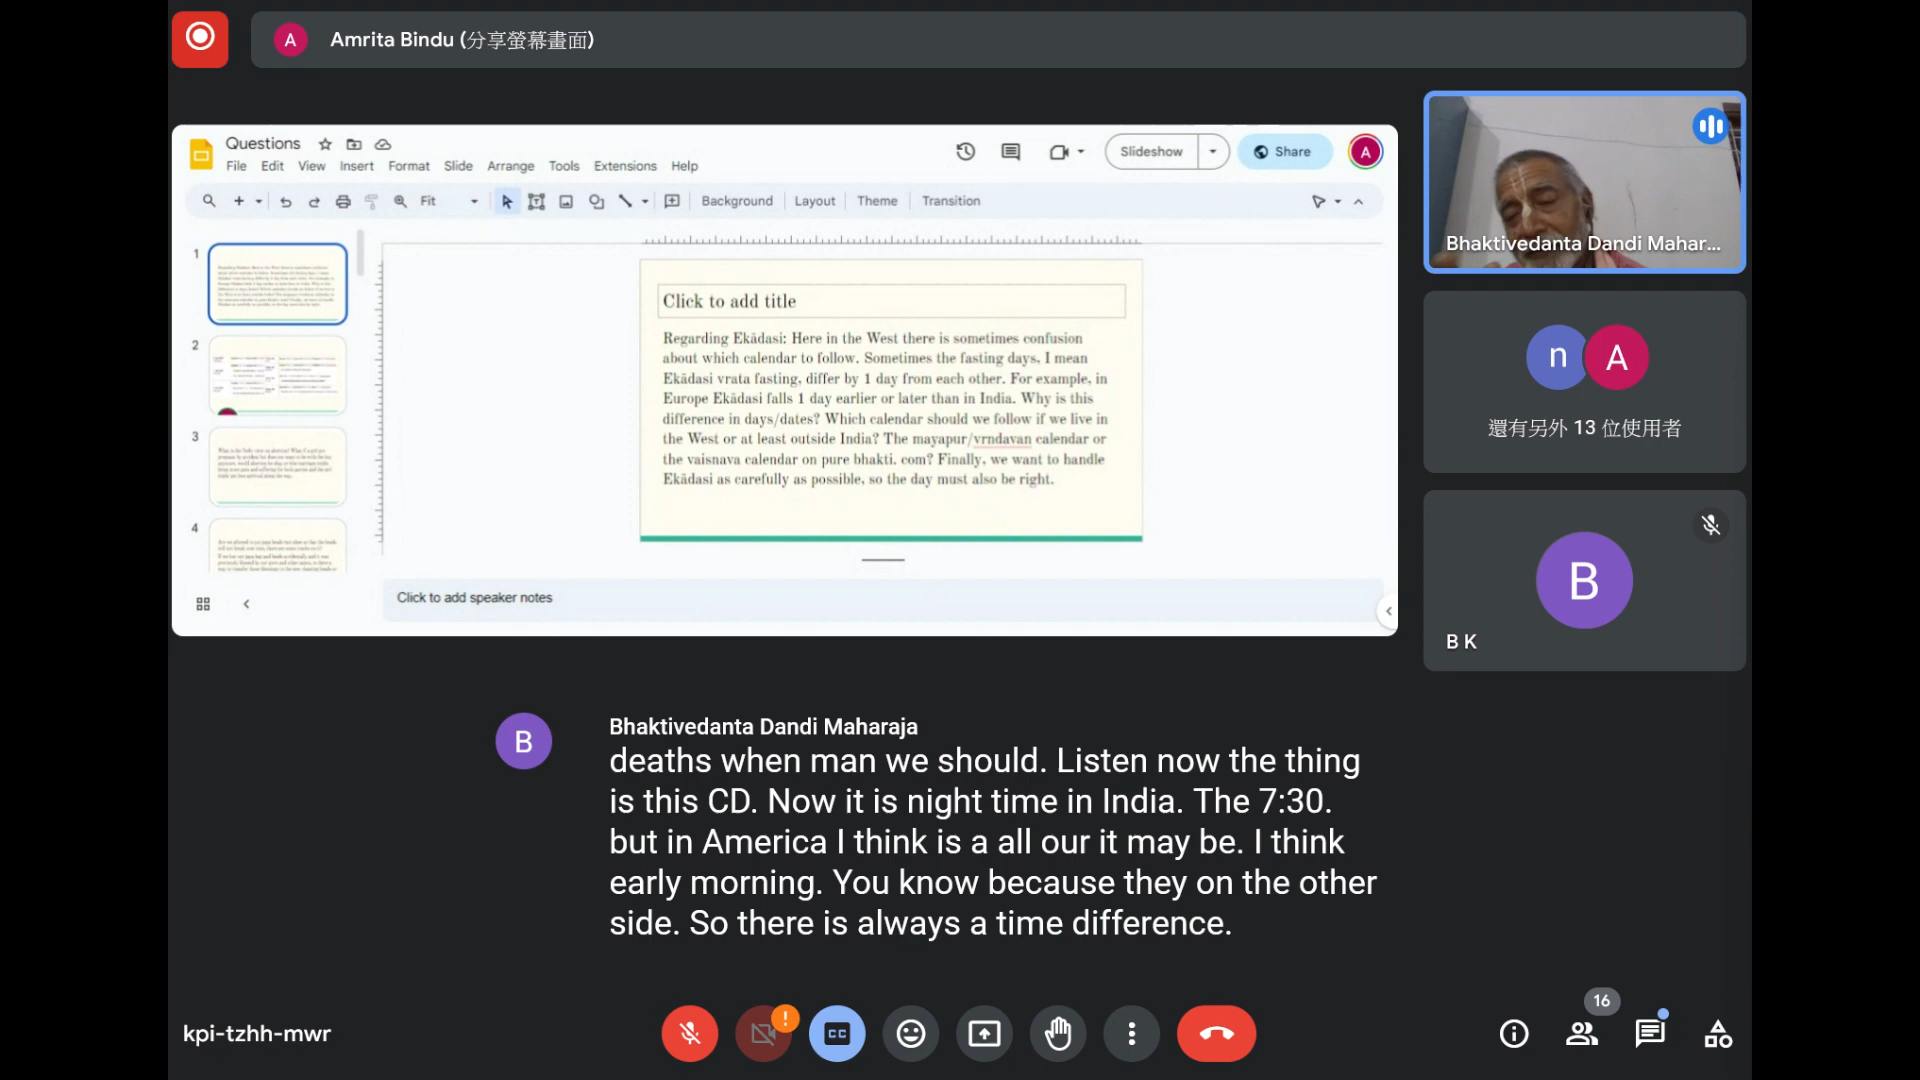 A
Amrita Bindu (分享螢幕畫面)
Questions
File Edit View Insert Format Slide Arrange Tools Extensions Help
Slideshow
Share
A
Fit
Background
Layout
Theme
Transition
1
2
3
4
Click to add title
Regarding Ekādasi: Here in the West there is sometimes confusion
about which calendar to follow. Sometimes the fasting days, I mean
Ekādasi vrata fasting, differ by 1 day from each other. For example, in
Europe Ekādasi falls 1 day earlier or later than in India. Why is this
difference in days/dates? Which calendar should we follow if we live in
the West or at least outside India? The mayapur/vrndavan calendar or
the vaisnava calendar on pure bhakti. com? Finally, we want to handle
Ekādasi as carefully as possible, so the day must also be right.
Click to add speaker notes
Bhaktivedanta Dandi Mahar...
n
A
還有另外 13 位使用者
B
B K
B
Bhaktivedanta Dandi Maharaja
deaths when man we should. Listen now the thing
is this CD. Now it is night time in India. The 7:30.
but in America I think is a all our it may be. I think
early morning. You know because they on the other
side. So there is always a time difference.
kpi-tzhh-mwr
!
CC
16